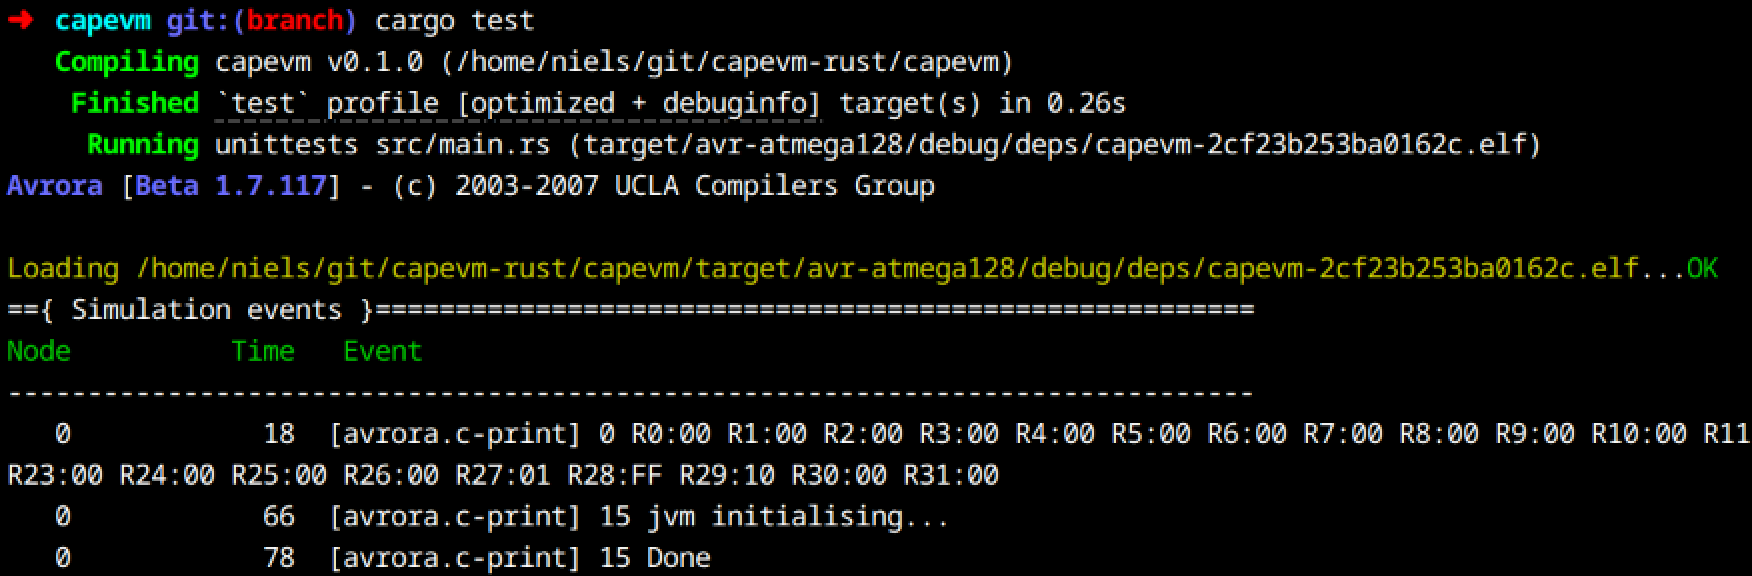 ➜ capevm git:(branch) cargo test
Compiling capevm v0.1.0 (/home/niels/git/capevm-rust/capevm)
Finished `test` profile [optimized + debuginfo] target(s) in 0.26s
Running unittests src/main.rs (target/avr-atmega128/debug/deps/capevm-2cf23b253ba0162c.elf)
Avrora [Beta 1.7.117] - (c) 2003-2007 UCLA Compilers Group
Loading /home/niels/git/capevm-rust/capevm/target/avr-atmega128/debug/deps/capevm-2cf23b253ba0162c.elf...OK
=={ Simulation events }=======================================================
Node Time Event
------------------------------------------------------------------------------
0 18 [avrora.c-print] 0 R0:00 R1:00 R2:00 R3:00 R4:00 R5:00 R6:00 R7:00 R8:00 R9:00 R10:00 R11
R23:00 R24:00 R25:00 R26:00 R27:01 R28:FF R29:10 R30:00 R31:00
0 66 [avrora.c-print] 15 jvm initialising...
0 78 [avrora.c-print] 15 Done